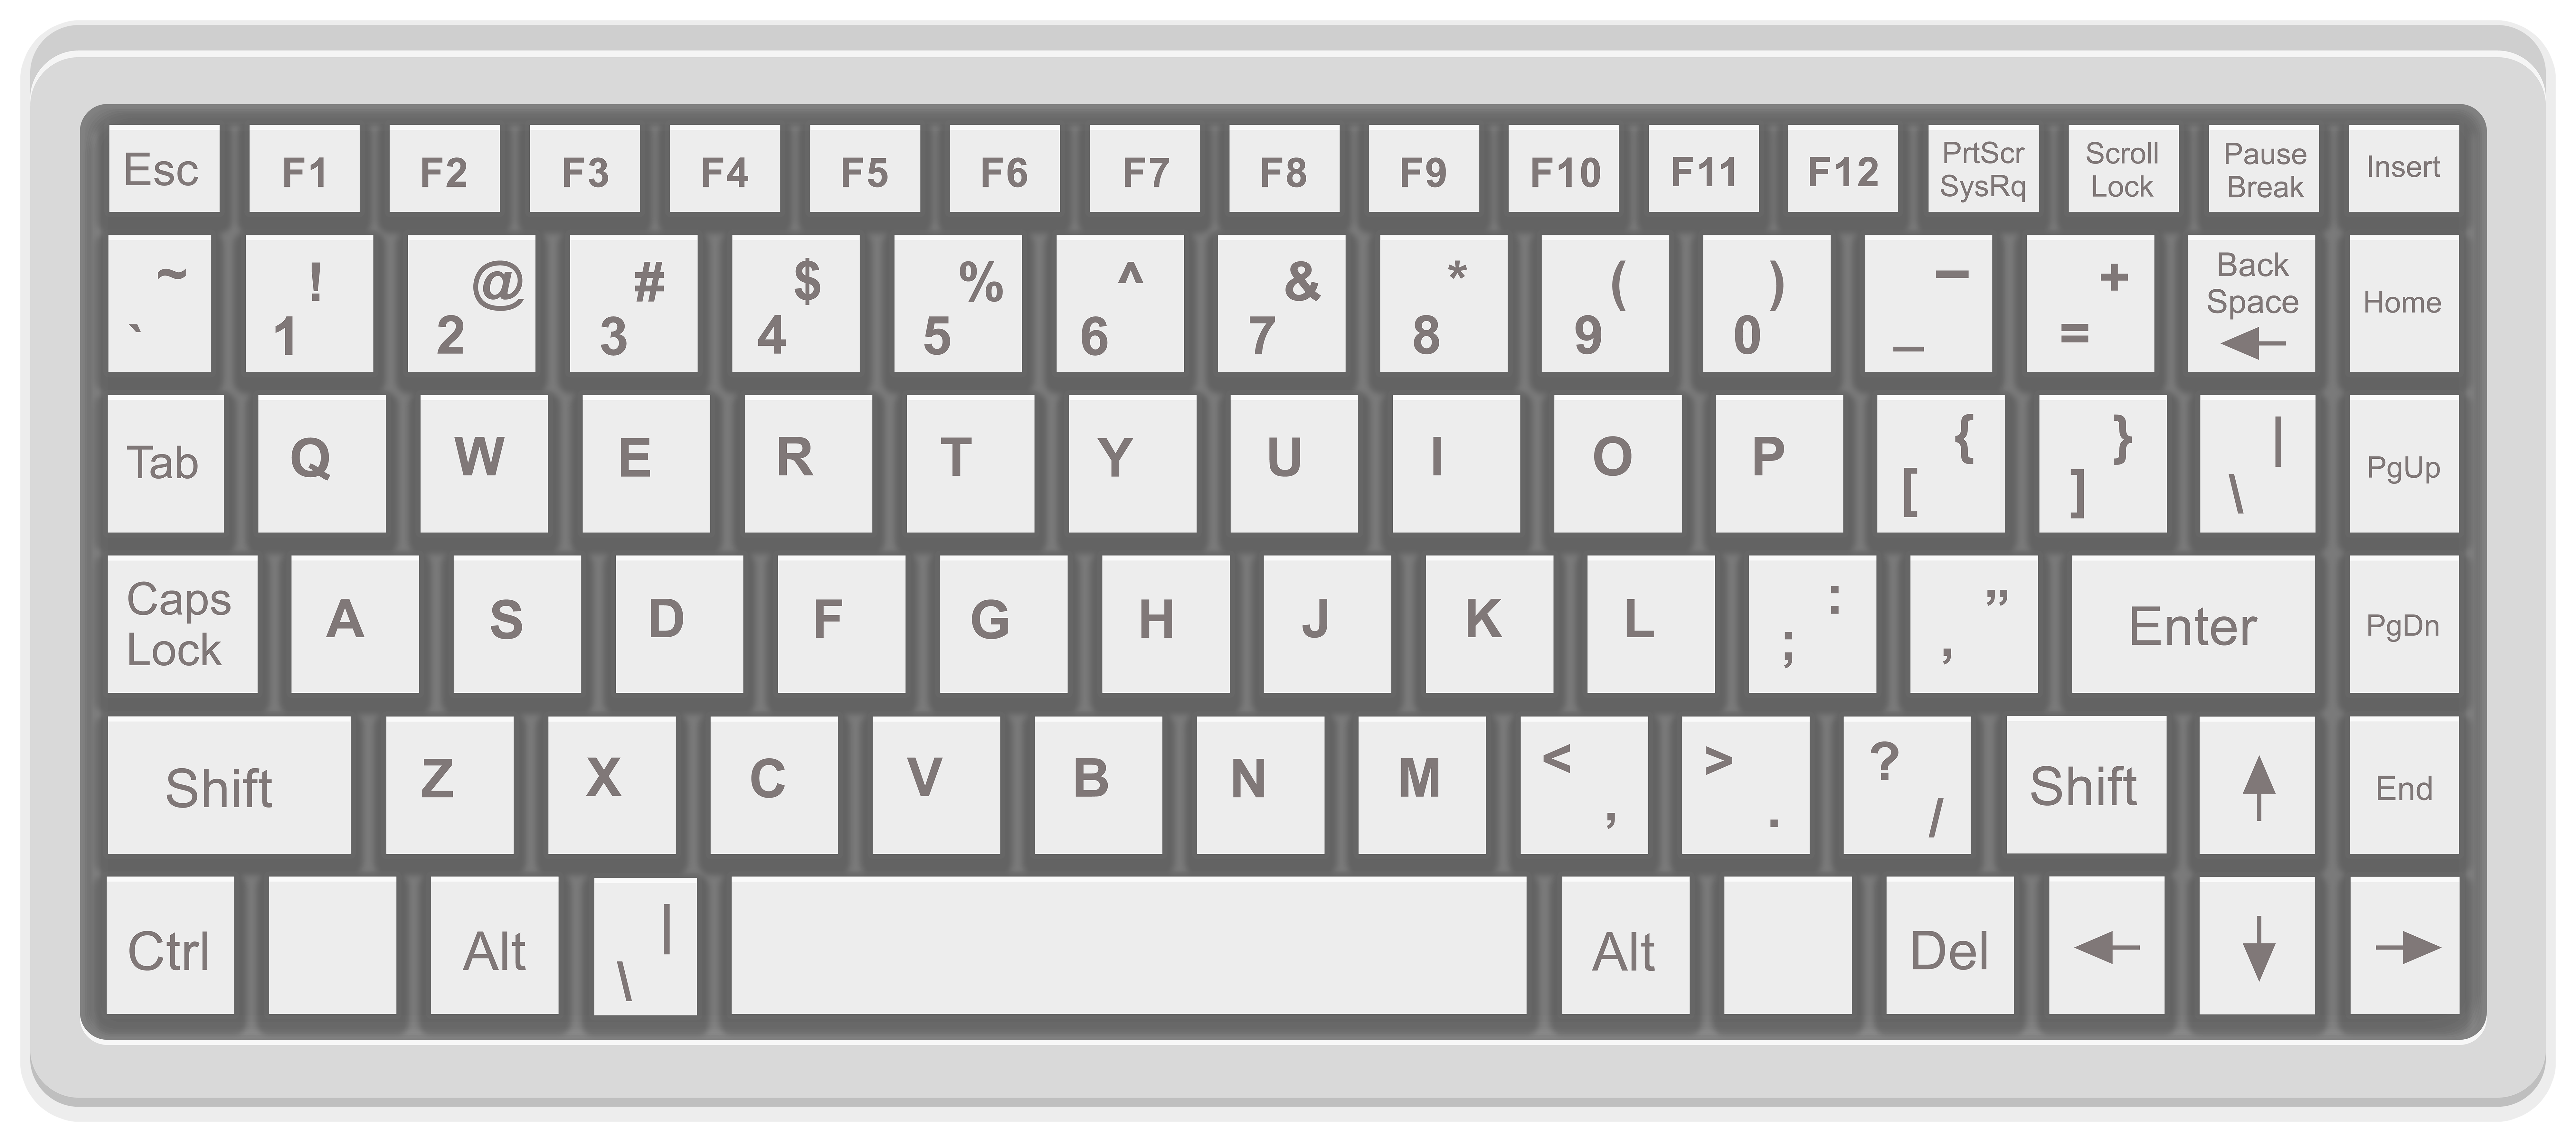 Esc F1 F2 F3 F4 F5 F6 F7 F8 F9 F10 F11 F12 PrtScr SysRq Scroll Lock Pause Break Insert
~ ` ! 1 @ 2 # 3 $ 4 % 5 ^ 6 & 7 * 8 ( 9 ) 0 – _ + = Back Space ← Home
Tab Q W E R T Y U I O P { [ } ] | \ PgUp
Caps Lock A S D F G H J K L : ; ” , Enter PgDn
Shift Z X C V B N M < , > . ? / Shift ↑ End
Ctrl Alt | \ Alt Del ← ↓ →